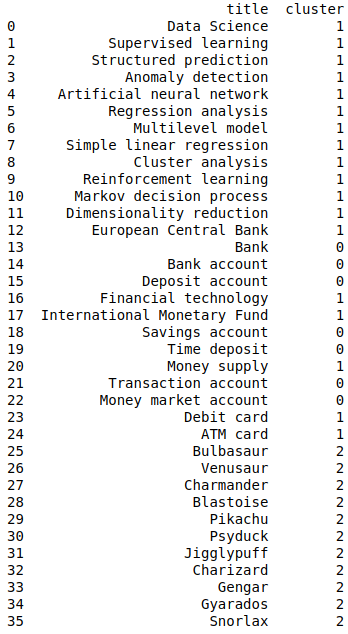 title cluster
0 Data Science 1
1 Supervised learning 1
2 Structured prediction 1
3 Anomaly detection 1
4 Artificial neural network 1
5 Regression analysis 1
6 Multilevel model 1
7 Simple linear regression 1
8 Cluster analysis 1
9 Reinforcement learning 1
10 Markov decision process 1
11 Dimensionality reduction 1
12 European Central Bank 1
13 Bank 0
14 Bank account 0
15 Deposit account 0
16 Financial technology 1
17 International Monetary Fund 1
18 Savings account 0
19 Time deposit 0
20 Money supply 1
21 Transaction account 0
22 Money market account 0
23 Debit card 1
24 ATM card 1
25 Bulbasaur 2
26 Venusaur 2
27 Charmander 2
28 Blastoise 2
29 Pikachu 2
30 Psyduck 2
31 Jigglypuff 2
32 Charizard 2
33 Gengar 2
34 Gyarados 2
35 Snorlax 2